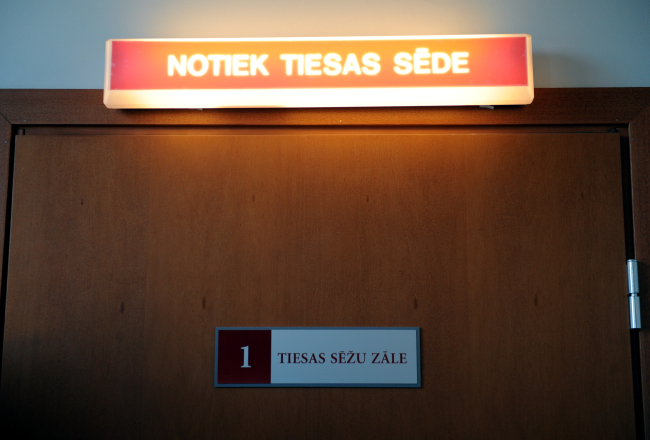 NOTIEK TIESAS SĒDE
1 TIESAS SĒŽU ZĀLE